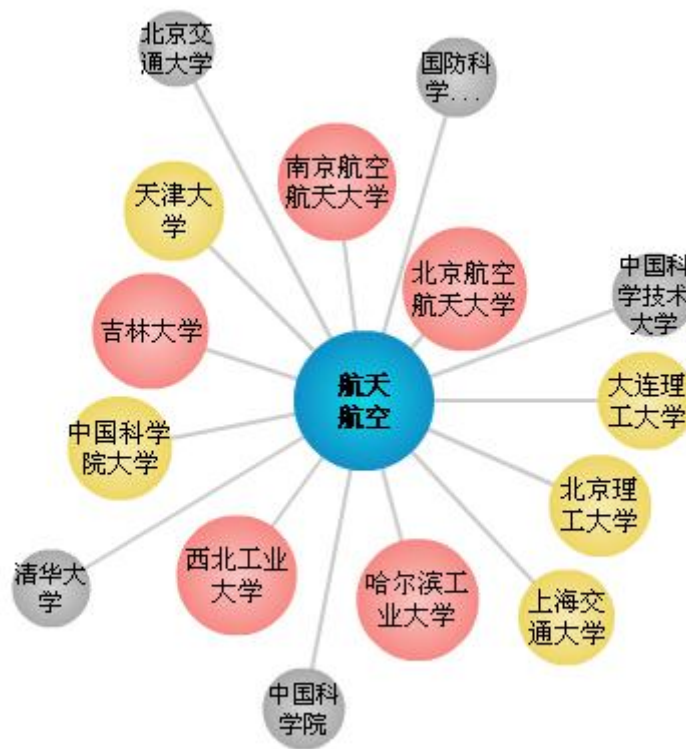 北京交
通大学
国防科
学...
南京航空
航天大学
天津大
学
北京航空
航天大学
中国科
学技术
大学
吉林大学
航天
航空
大连理
工大学
中国科学
院大学
北京理
工大学
西北工业
大学
清华大
学
哈尔滨工
业大学
上海交
通大学
中国科
学院